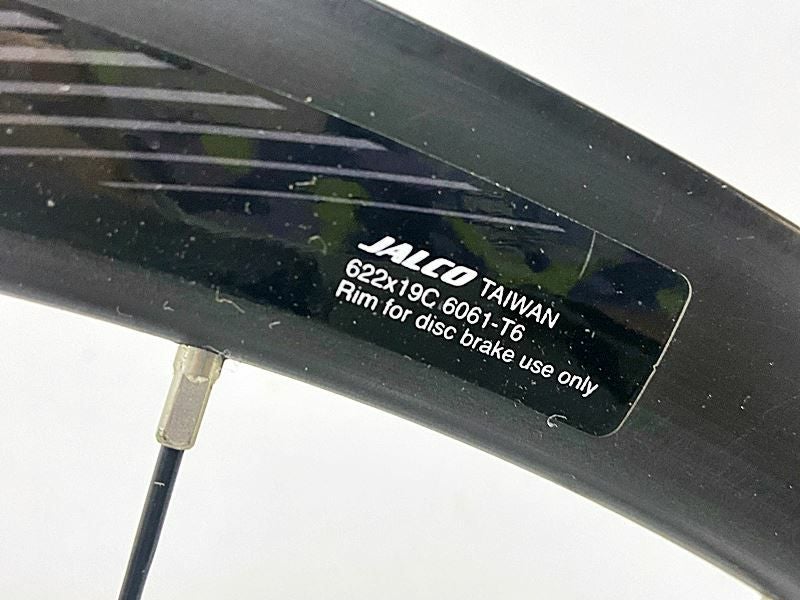 JALCO TAIWAN
622x19C 6061-T6
Rim for disc brake use only